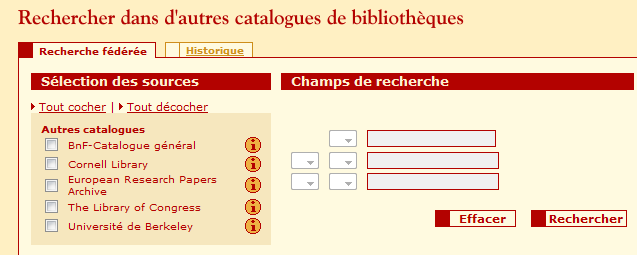 Rechercher dans d'autres catalogues de bibliothèques
Recherche fédérée
Historique
Sélection des sources
Champs de recherche
Tout cocher | Tout décocher
Autres catalogues
BnF-Catalogue général
Cornell Library
European Research Papers
Archive
The Library of Congress
Université de Berkeley
Effacer
Rechercher